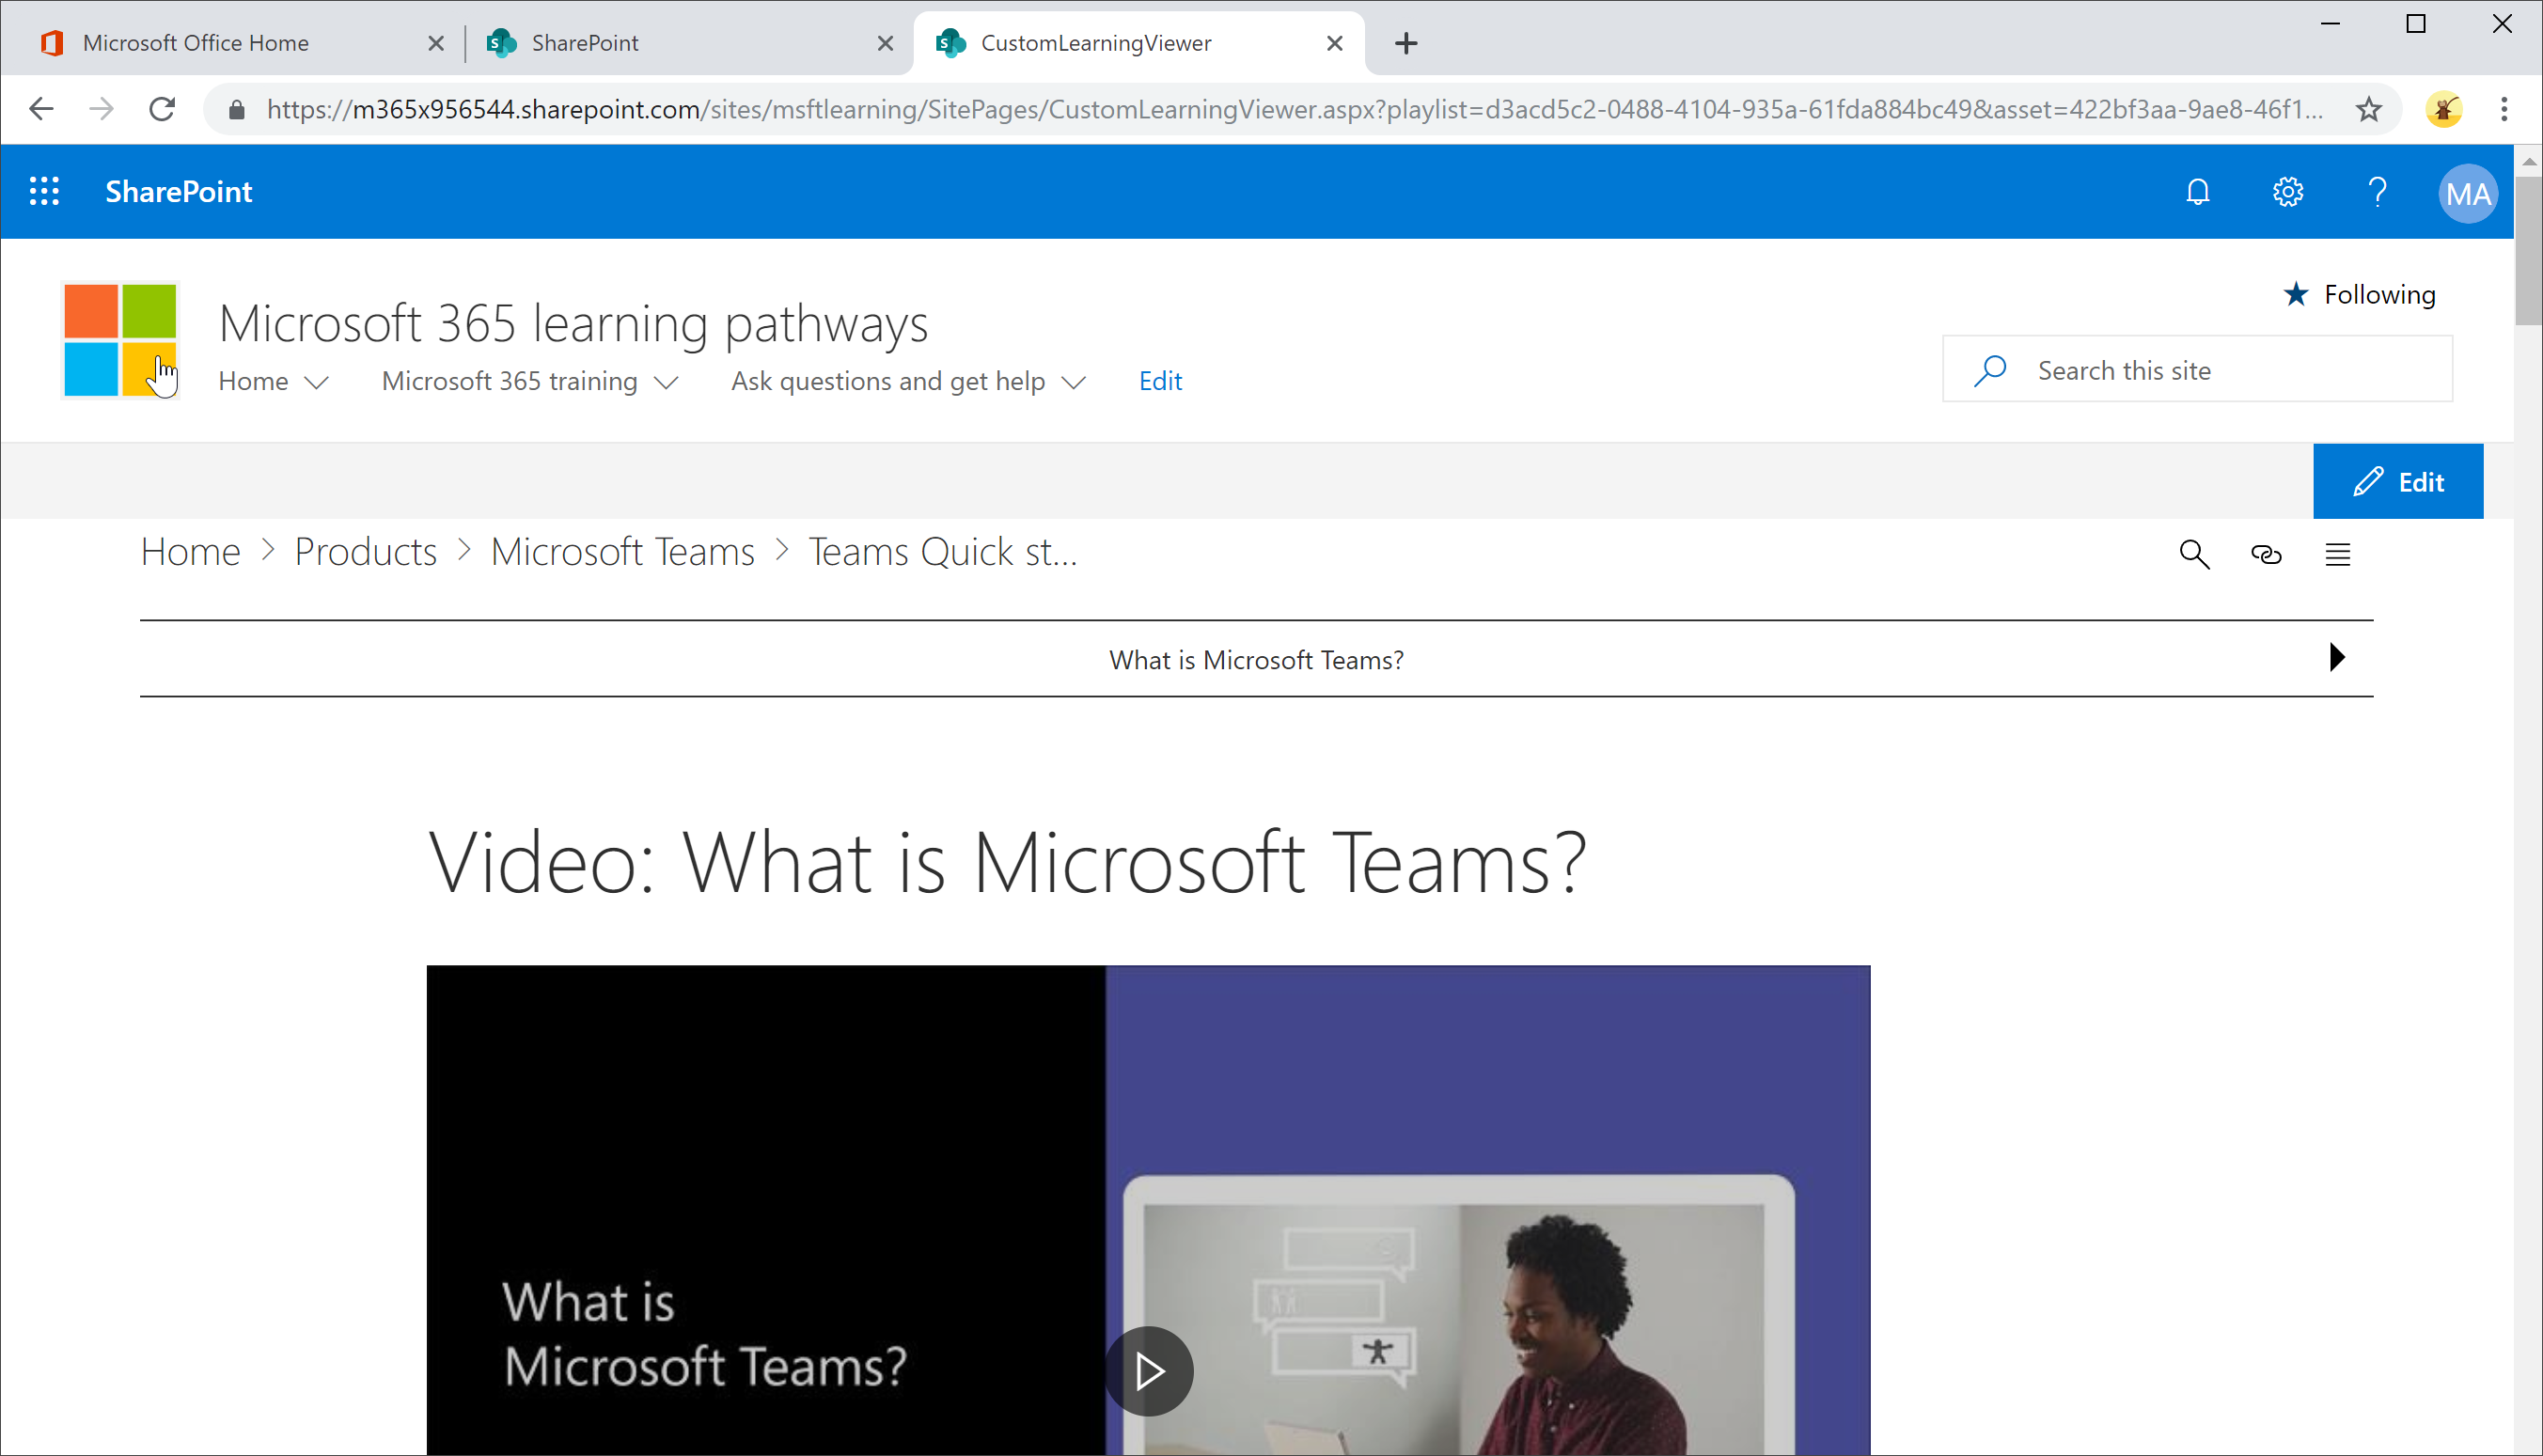 Microsoft Office Home
SharePoint
CustomLearningViewer
https://m365x956544.sharepoint.com/sites/msftlearning/SitePages/CustomLearningViewer.aspx?playlist=d3acd5c2-0488-4104-935a-61fda884bc49&asset=422bf3aa-9ae8-46f1...
SharePoint
MA
Microsoft 365 learning pathways
Following
Home
Microsoft 365 training
Ask questions and get help
Edit
Search this site
Edit
Home > Products > Microsoft Teams > Teams Quick st...
What is Microsoft Teams?
Video: What is Microsoft Teams?
What is
Microsoft Teams?